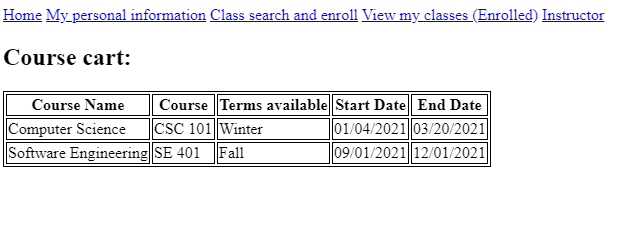 Home My personal information Class search and enroll View my classes (Enrolled) Instructor
Course cart:
Course Name Course Terms available Start Date End Date
Computer Science CSC 101 Winter 01/04/2021 03/20/2021
Software Engineering SE 401 Fall 09/01/2021 12/01/2021